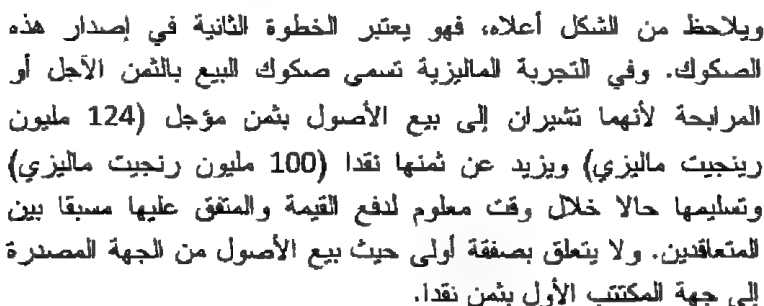 ويلاحظ من الشكل أعلاه، فهو يعتبر الخطوة الثانية في إصدار هذه
الصكوك. وفي التجربة الماليزية تسمى صكوك البيع بالثمن الآجل أو
المرابحة لأنهما تشيران إلى بيع الأصول بثمن مؤجل (124 مليون
رينجيت ماليزي) ويزيد عن ثمنها نقدا (100 مليون رنجيت ماليزي)
وتسليمها حالا خلال وقت معلوم لدفع القيمة والمتفق عليها مسبقا بين
المتعاقدين. ولا يتعلق بصفقة أولى حيث بيع الأصول من الجهة المصدرة
إلى جهة المكتتب الأول بثمن نقدا.